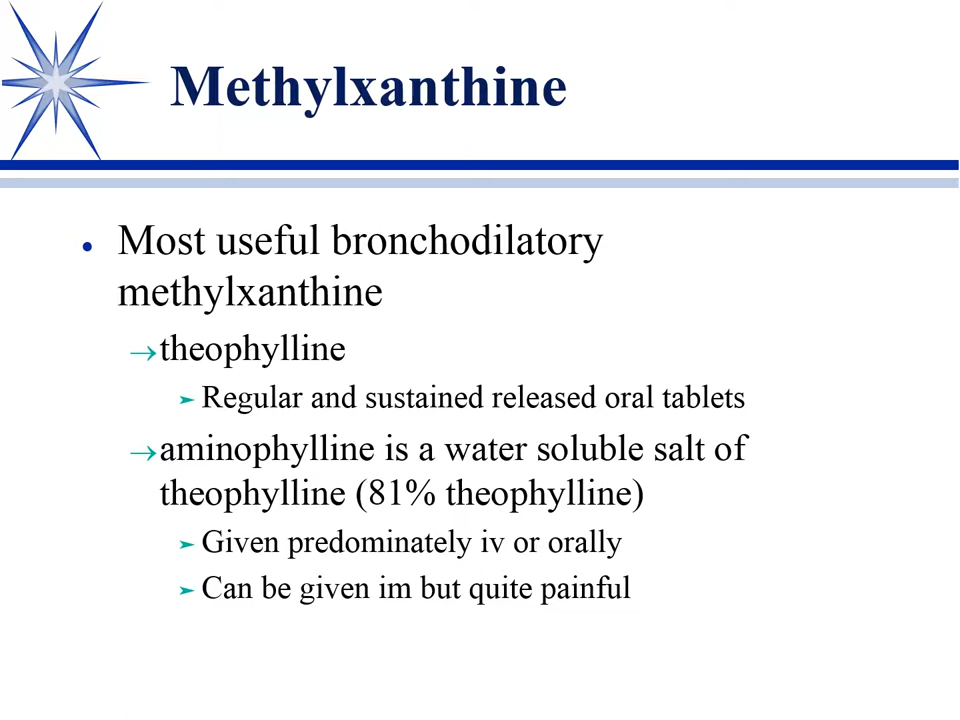 Methylxanthine
• Most useful bronchodilatory
methylxanthine
→theophylline
➤ Regular and sustained released oral tablets
→aminophylline is a water soluble salt of
theophylline (81% theophylline)
➤ Given predominately iv or orally
➤ Can be given im but quite painful